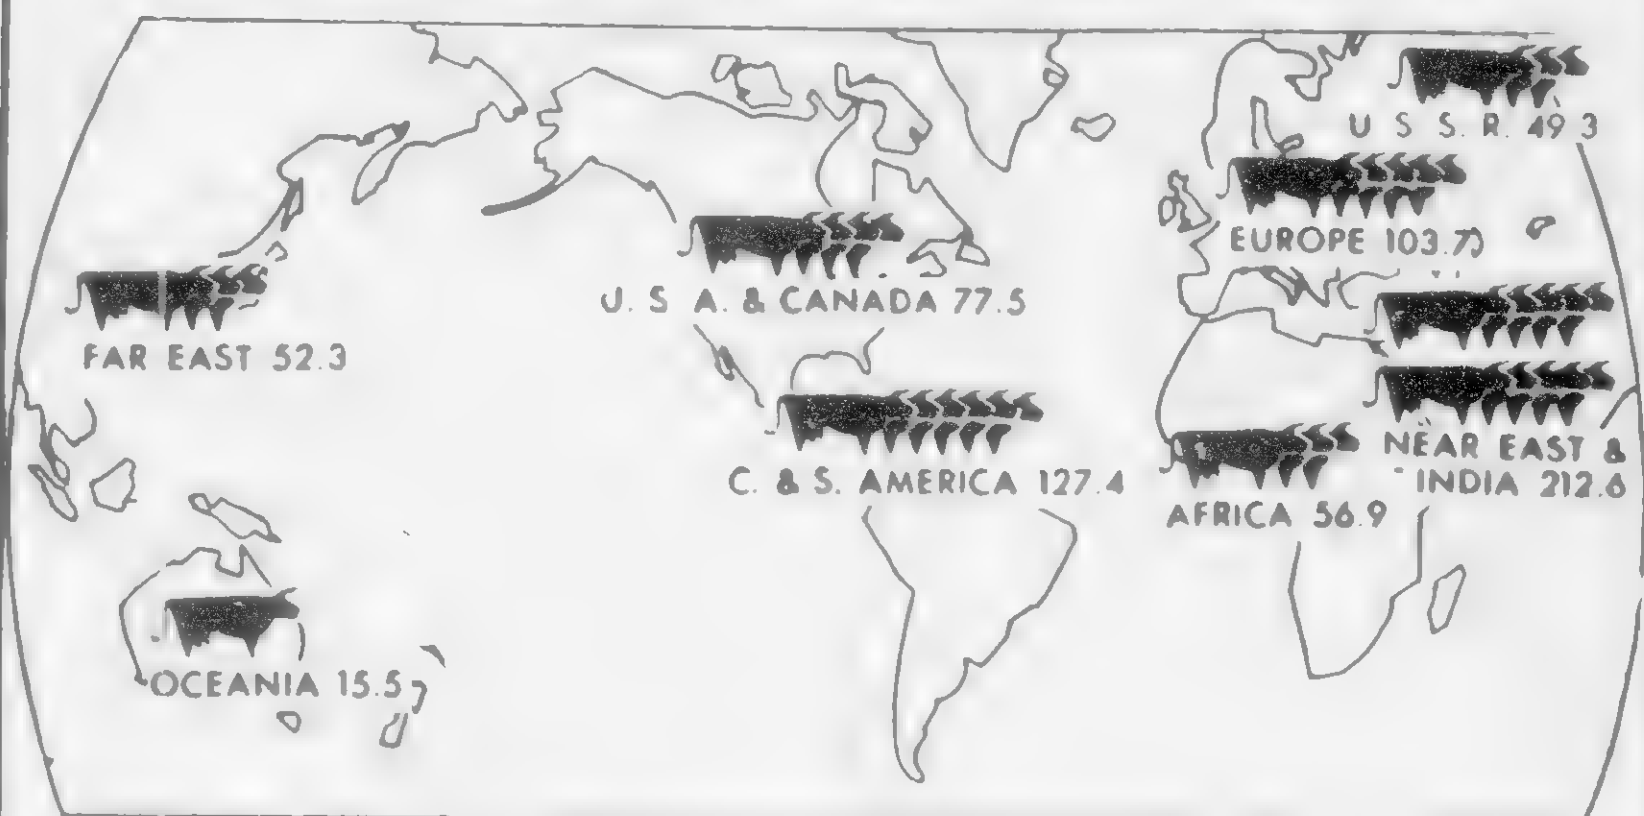 U S S. R. 49.3
EUROPE 103.7
U. S A. & CANADA 77.5
FAR EAST 52.3
NEAR EAST &
INDIA 212.6
C. & S. AMERICA 127.4
AFRICA 56.9
OCEANIA 15.5